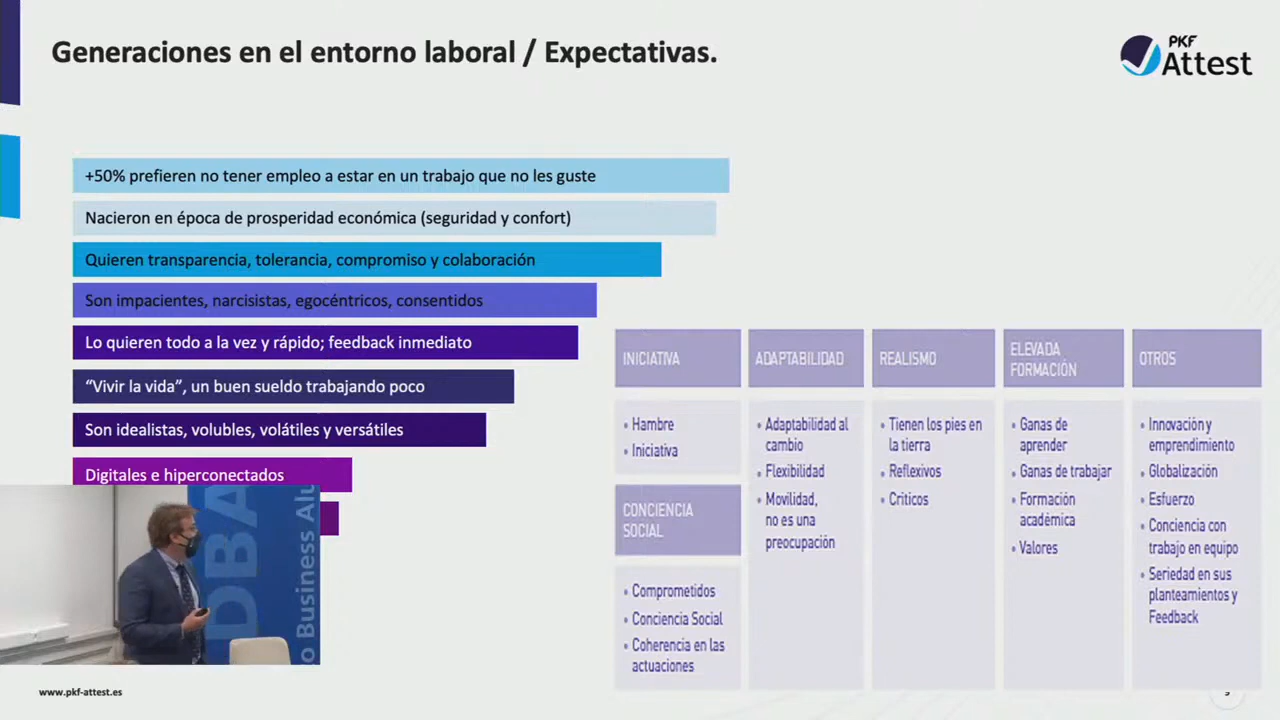 Generaciones en el entorno laboral / Expectativas.
PKF
Attest
+50% prefieren no tener empleo a estar en un trabajo que no les guste
Nacieron en época de prosperidad económica (seguridad y confort)
Quieren transparencia, tolerancia, compromiso y colaboración
Son impacientes, narcisistas, egocéntricos, consentidos
Lo quieren todo a la vez y rápido; feedback inmediato
“Vivir la vida”, un buen sueldo trabajando poco
Son idealistas, volubles, volátiles y versátiles
Digitales e hiperconectados
INICIATIVA
• Hambre
• Iniciativa
CONCIENCIA
SOCIAL
• Comprometidos
• Conciencia Social
• Coherencia en las
actuaciones
ADAPTABILIDAD
• Adaptabilidad al
cambio
• Flexibilidad
• Movilidad,
no es una
preocupación
REALISMO
• Tienen los pies en
la tierra
• Reflexivos
• Criticos
ELEVADA
FORMACIÓN
• Ganas de
aprender
• Ganas de trabajar
• Formación
académica
• Valores
OTROS
• Innovación y
emprendimiento
• Globalización
• Esfuerzo
• Conciencia con
trabajo en equipo
• Seriedad en sus
planteamientos y
Feedback
DBA
o Business Alu
www.pkf-attest.es
9